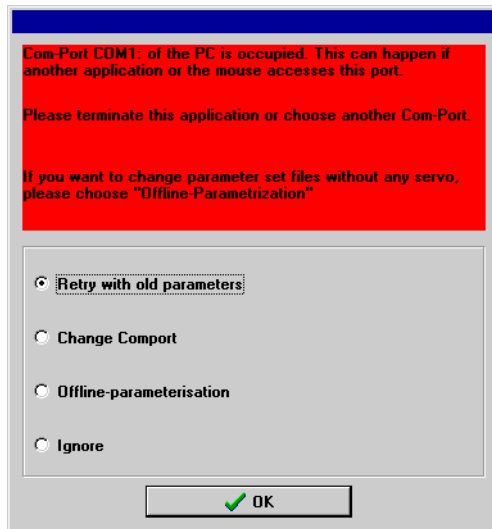 Com-Port COM1: of the PC is occupied. This can happen if
another application or the mouse accesses this port.
Please terminate this application or choose another Com-Port.
If you want to change parameter set files without any servo,
please choose "Offline-Parametrization"
Retry with old parameters
Change Comport
Offline-parameterisation
Ignore
OK